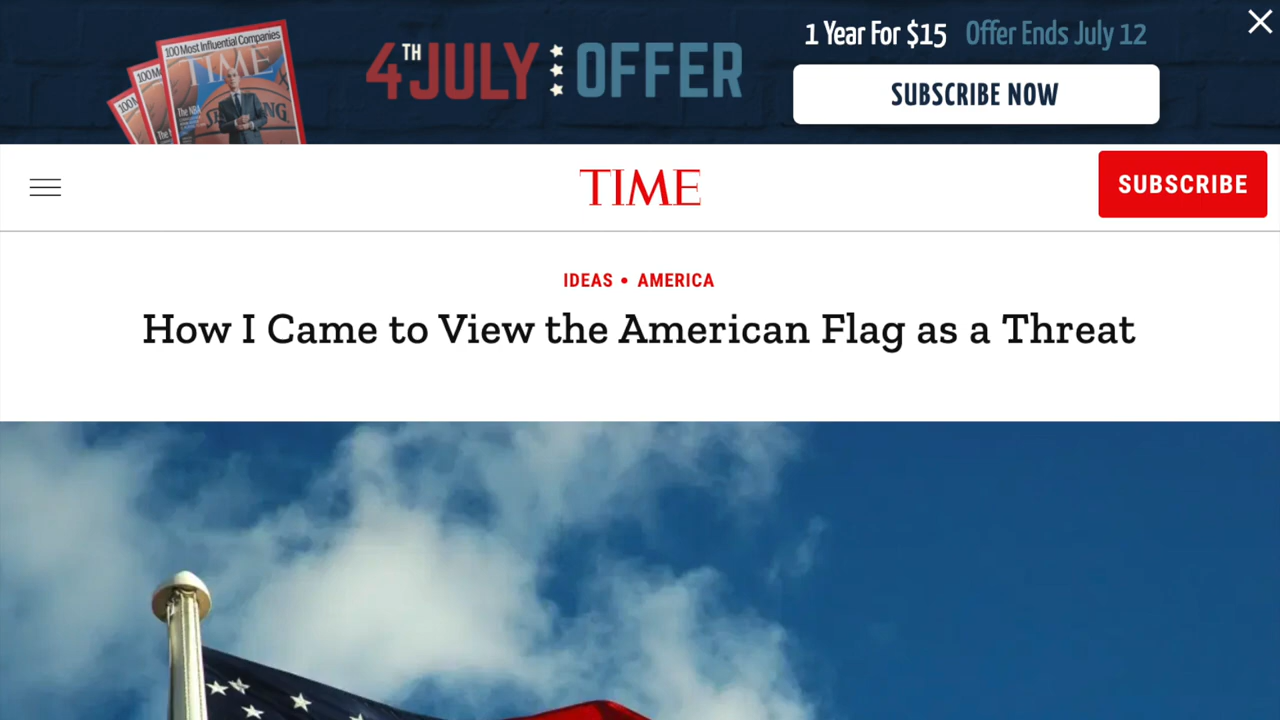 100 Most Influential Companies
TIME
4TH JULY OFFER
1 Year For $15 Offer Ends July 12
SUBSCRIBE NOW
TIME
SUBSCRIBE
IDEAS • AMERICA
How I Came to View the American Flag as a Threat